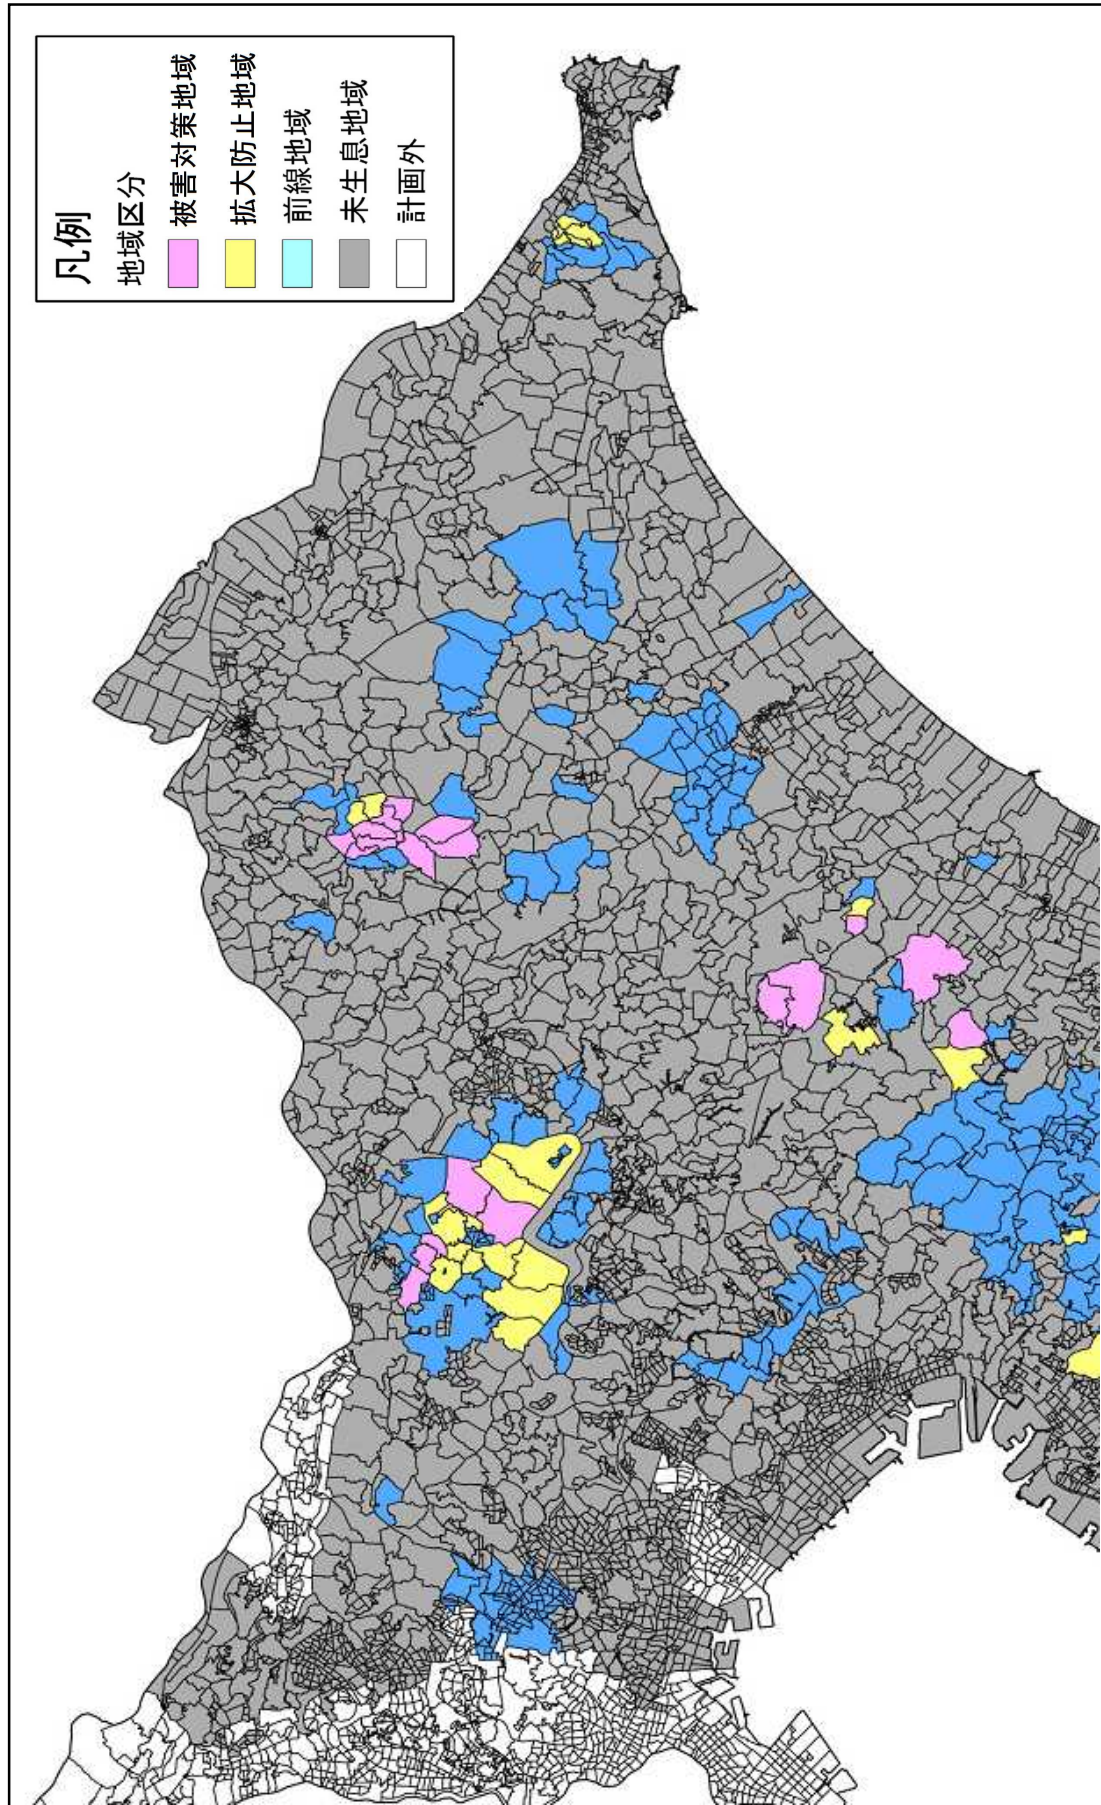 凡例
地域区分
被害対策地域
拡大防止地域
前線地域
未生息地域
計画外